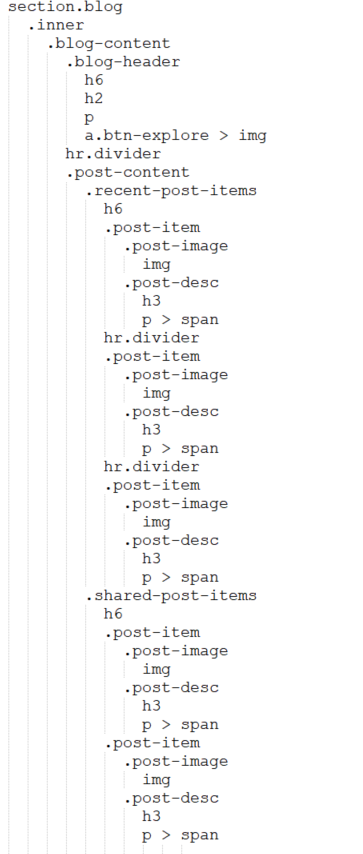 section.blog
.inner
.blog-content
.blog-header
h6
h2
p
a.btn-explore > img
hr.divider
.post-content
.recent-post-items
h6
.post-item
.post-image
img
.post-desc
h3
p > span
hr.divider
.post-item
.post-image
img
.post-desc
h3
p > span
hr.divider
.post-item
.post-image
img
.post-desc
h3
p > span
.shared-post-items
h6
.post-item
.post-image
img
.post-desc
h3
p > span
.post-item
.post-image
img
.post-desc
h3
p > span